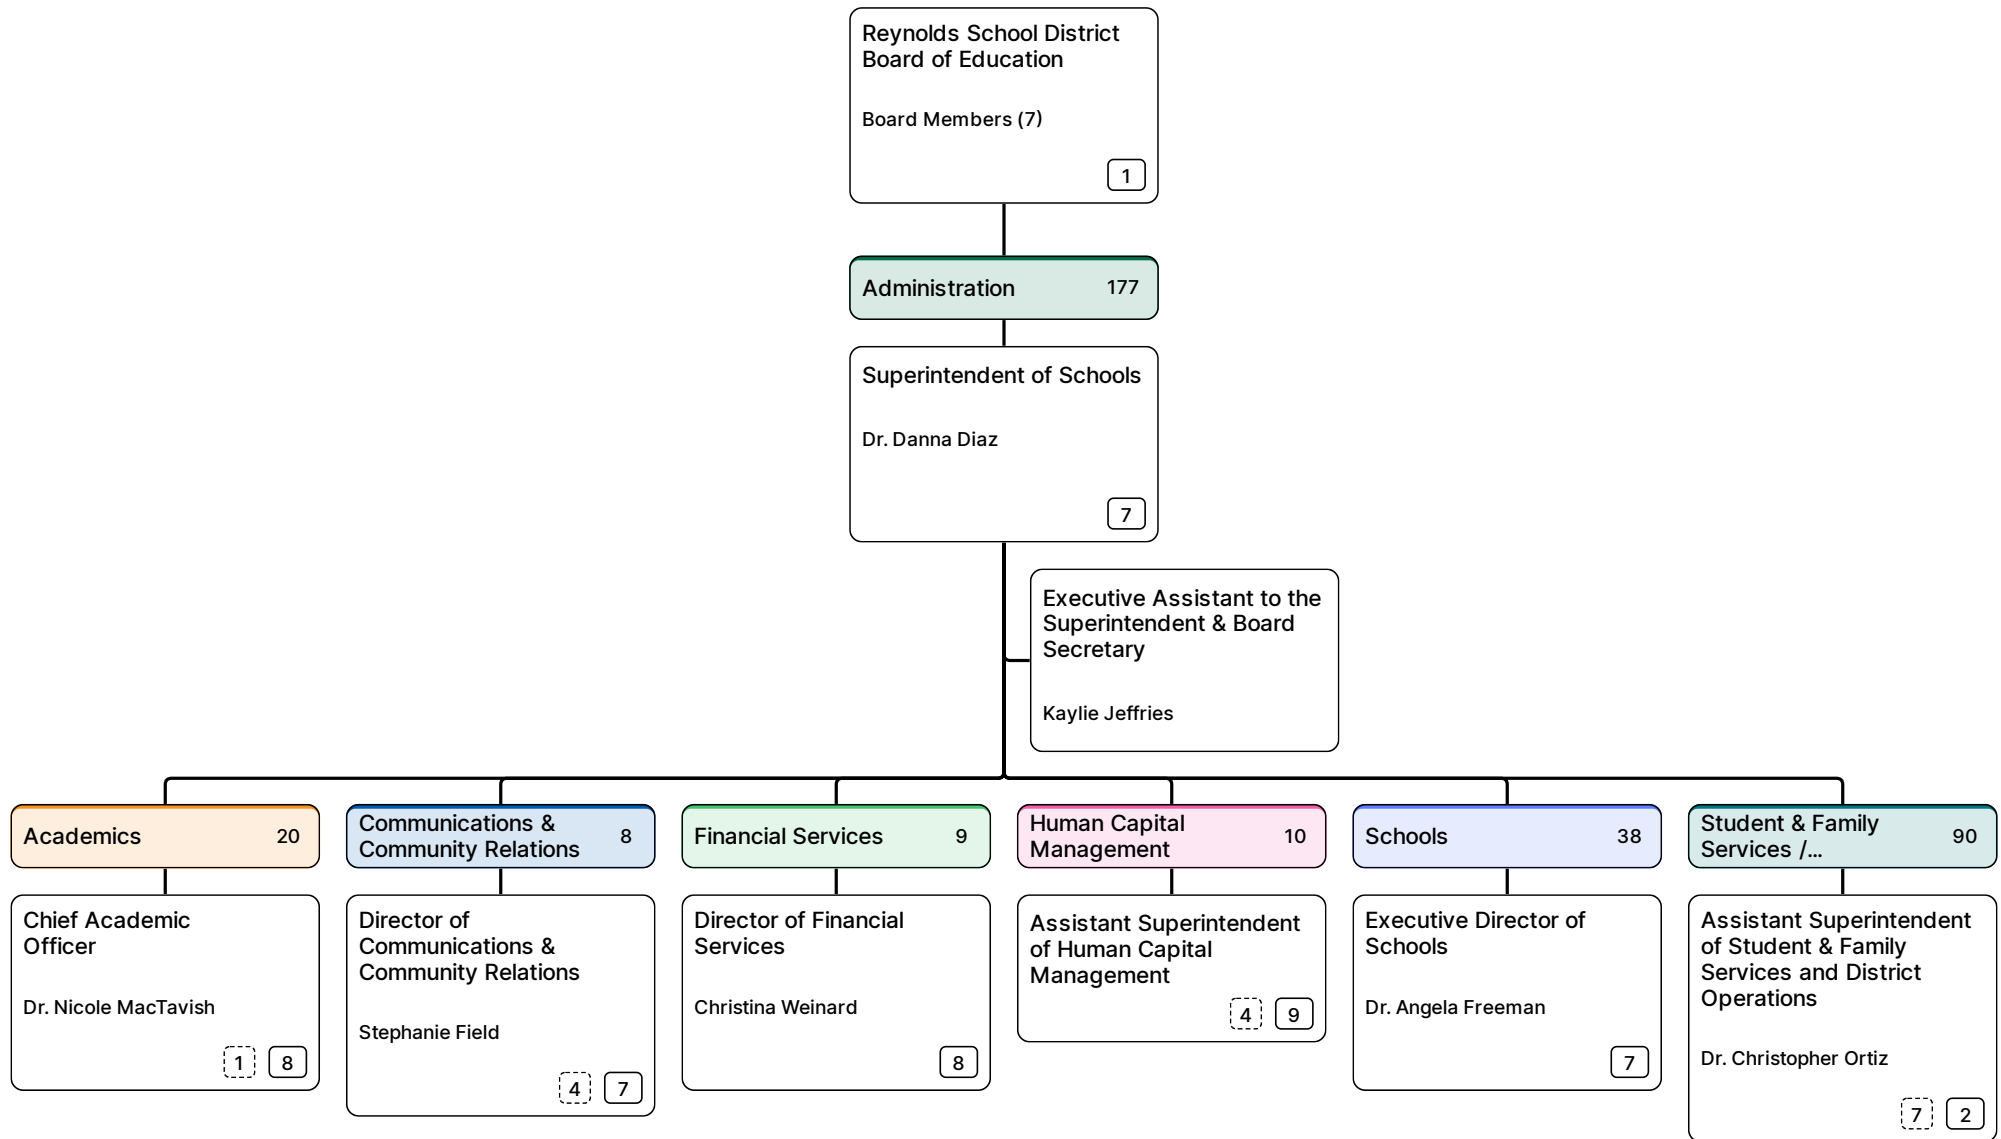 Reynolds School District
Board of Education
Board Members (7)
1
Administration 177
Superintendent of Schools
Dr. Danna Diaz
7
Executive Assistant to the
Superintendent & Board
Secretary
Kaylie Jeffries
Academics 20
Communications &
Community Relations 8
Financial Services 9
Human Capital
Management 10
Schools 38
Student & Family
Services /... 90
Chief Academic
Officer
Dr. Nicole MacTavish
1 8
Director of
Communications &
Community Relations
Stephanie Field
4 7
Director of Financial
Services
Christina Weinard
8
Assistant Superintendent
of Human Capital
Management
4 9
Executive Director of
Schools
Dr. Angela Freeman
7
Assistant Superintendent
of Student & Family
Services and District
Operations
Dr. Christopher Ortiz
7 2